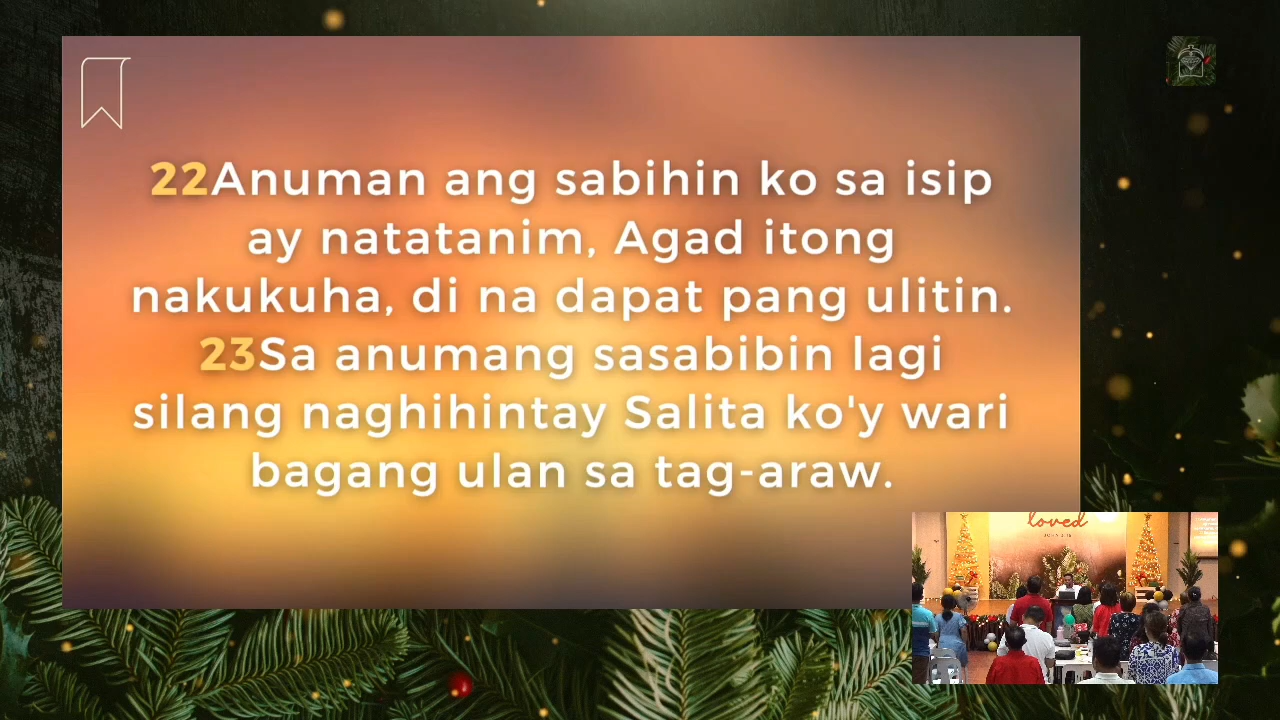 22Anuman ang sabihin ko sa isip
ay natatanim, Agad itong
nakukuha, di na dapat pang ulitin.
23Sa anumang sasabibin lagi
silang naghihintay Salita ko'y wari
bagang ulan sa tag-araw.
loved